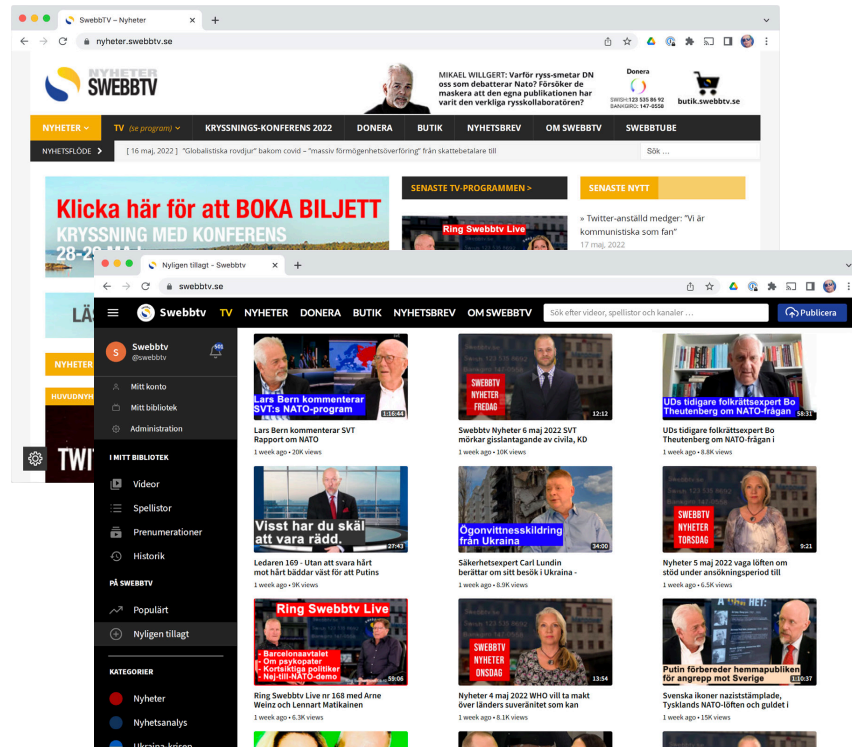 SwebbTV – Nyheter
nyheter.swebbtv.se
NYHETER
SWEBBTV
MIKAEL WILLGERT: Varför ryss-smetar DN
oss som debatterar Nato? Försöker de
maskera att den egna publikationen har
varit den verkliga rysskollaboratören?
Donera
SWISH:123 535 86 92
BANKGIRO: 147-0558
butik.swebbtv.se
NYHETER TV (se program) KRYSSNINGS-KONFERENS 2022 DONERA BUTIK NYHETSBREV OM SWEBBTV SWEBBTUBE
NYHETSFLÖDE [ 16 maj, 2022 ] "Globalistiska rovdjur" bakom covid – "massiv förmögenhetsöverföring" från skattebetalare till Sök …
Klicka här för att BOKA BILJETT
KRYSSNING MED KONFERENS
28-29 MAJ
SENASTE TV-PROGRAMMEN >
Ring Swebbtv Live
SENASTE NYTT
» Twitter-anställd medger: "Vi är
kommunistiska som fan"
17 maj, 2022
LÄ
NYHETER
HUVUDNYH
TWI
Nyligen tillagt - Swebbtv
swebbtv.se
Swebbtv TV NYHETER DONERA BUTIK NYHETSBREV OM SWEBBTV Sök efter videor, spellistor och kanaler … Publicera
S
Swebbtv
@swebbtv
Mitt konto
Mitt bibliotek
Administration
I MITT BIBLIOTEK
Videor
Spellistor
Prenumerationer
Historik
PÅ SWEBBTV
Populärt
Nyligen tillagt
KATEGORIER
Nyheter
Nyhetsanalys
Ukraina-krisen
Lars Bern kommenterar
SVT:s NATO-program
1:16:44
Lars Bern kommenterar SVT
Rapport om NATO
1 week ago • 20K views
SWEBBTV
NYHETER
FREDAG
12:12
Swebbtv Nyheter 6 maj 2022 SVT
mörkar gisslantagande av civila, KD
1 week ago • 10K views
UDs tidigare folkrättsexpert Bo
Theutenberg om NATO-frågan
58:31
UDs tidigare folkrättsexpert Bo
Theutenberg om NATO-frågan i
1 week ago • 8.8K views
Visst har du skäl
att vara rädd.
27:43
Ledaren 169 - Utan att svara hårt
mot hårt bäddar väst för att Putins
1 week ago • 9K views
Ögonvittnesskildring
från Ukraina
34:00
Säkerhetsexpert Carl Lundin
berättar om sitt besök i Ukraina -
1 week ago • 8.9K views
SWEBBTV
NYHETER
TORSDAG
9:21
Nyheter 5 maj 2022 vaga löften om
stöd under ansökningsperiod till
1 week ago • 6.5K views
Ring Swebbtv Live
- Barcelonaavtalet
- Om psykopater
- Kortsiktiga politiker
- Nej-till-NATO-demo
59:06
Ring Swebbtv Live nr 168 med Arne
Weinz och Lennart Matikainen
1 week ago • 6.3K views
SWEBBTV
NYHETER
ONSDAG
13:54
Nyheter 4 maj 2022 WHO vill ta makt
över länders suveränitet som kan
1 week ago • 8.1K views
HET:
Putin förbereder hemmapubliken
för angrepp mot Sverige
1:10:37
Svenska ikoner naziststämplade,
Tysklands NATO-löften och guldet i
1 week ago • 15K views